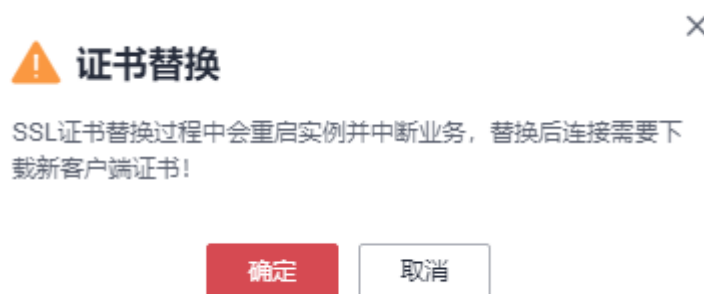 证书替换
SSL证书替换过程中会重启实例并中断业务，替换后连接需要下
载新客户端证书！
确定
取消